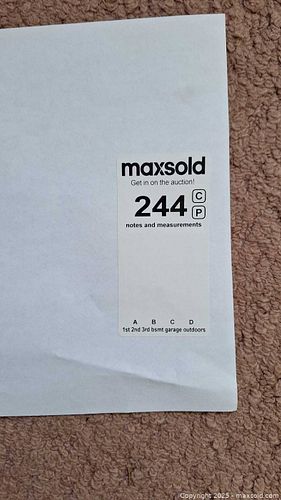 maxsold
Get in on the auction!
244 C
P
notes and measurements
A B C D
1st 2nd 3rd bsmt garage outdoors
Copyright 2025 - maxsold.com